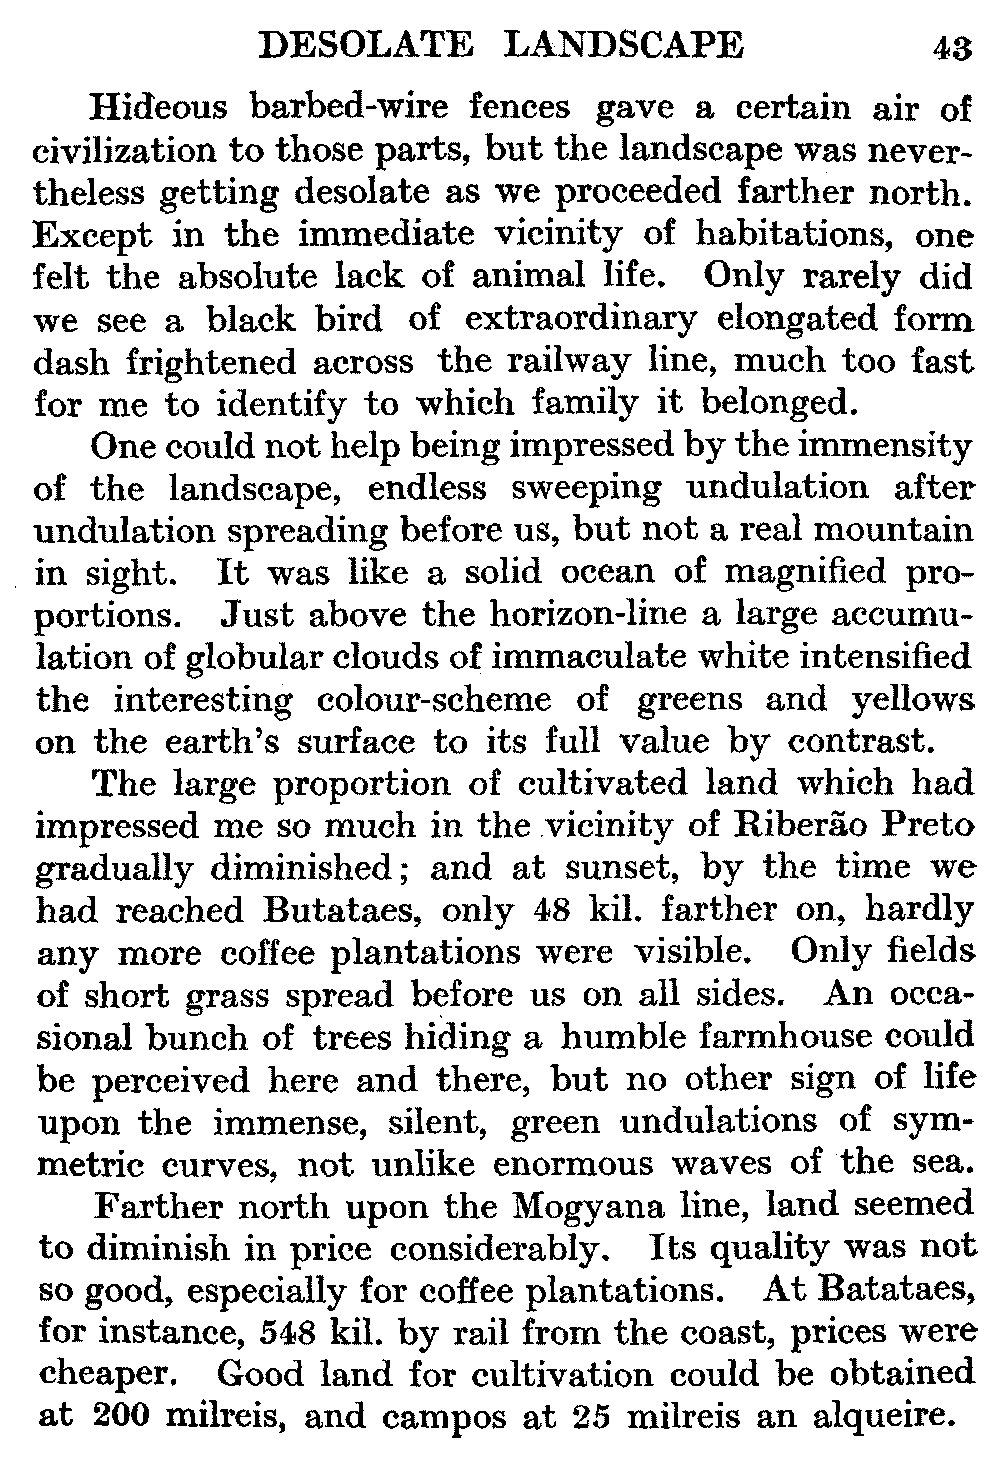 DESOLATE LANDSCAPE 43
Hideous barbed-wire fences gave a certain air of
civilization to those parts, but the landscape was never-
theless getting desolate as we proceeded farther north.
Except in the immediate vicinity of habitations, one
felt the absolute lack of animal life. Only rarely did
we see a black bird of extraordinary elongated form
dash frightened across the railway line, much too fast
for me to identify to which family it belonged.
One could not help being impressed by the immensity
of the landscape, endless sweeping undulation after
undulation spreading before us, but not a real mountain
in sight. It was like a solid ocean of magnified pro-
portions. Just above the horizon-line a large accumu-
lation of globular clouds of immaculate white intensified
the interesting colour-scheme of greens and yellows
on the earth's surface to its full value by contrast.
The large proportion of cultivated land which had
impressed me so much in the vicinity of Riberão Preto
gradually diminished; and at sunset, by the time we
had reached Butataes, only 48 kil. farther on, hardly
any more coffee plantations were visible. Only fields
of short grass spread before us on all sides. An occa-
sional bunch of trees hiding a humble farmhouse could
be perceived here and there, but no other sign of life
upon the immense, silent, green undulations of sym-
metric curves, not unlike enormous waves of the sea.
Farther north upon the Mogyana line, land seemed
to diminish in price considerably. Its quality was not
so good, especially for coffee plantations. At Batataes,
for instance, 548 kil. by rail from the coast, prices were
cheaper. Good land for cultivation could be obtained
at 200 milreis, and campos at 25 milreis an alqueire.